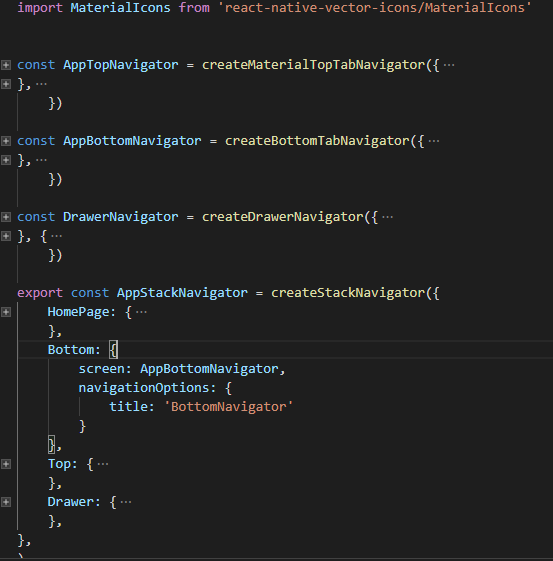 import MaterialIcons from 'react-native-vector-icons/MaterialIcons'
const AppTopNavigator = createMaterialTopTabNavigator({ ···
}, ···
})
const AppBottomNavigator = createBottomTabNavigator({ ···
}, ···
})
const DrawerNavigator = createDrawerNavigator({ ···
}, { ···
})
export const AppStackNavigator = createStackNavigator({
HomePage: { ···
},
Bottom: {
screen: AppBottomNavigator,
navigationOptions: {
title: 'BottomNavigator'
}
},
Top: { ···
},
Drawer: { ···
},
},